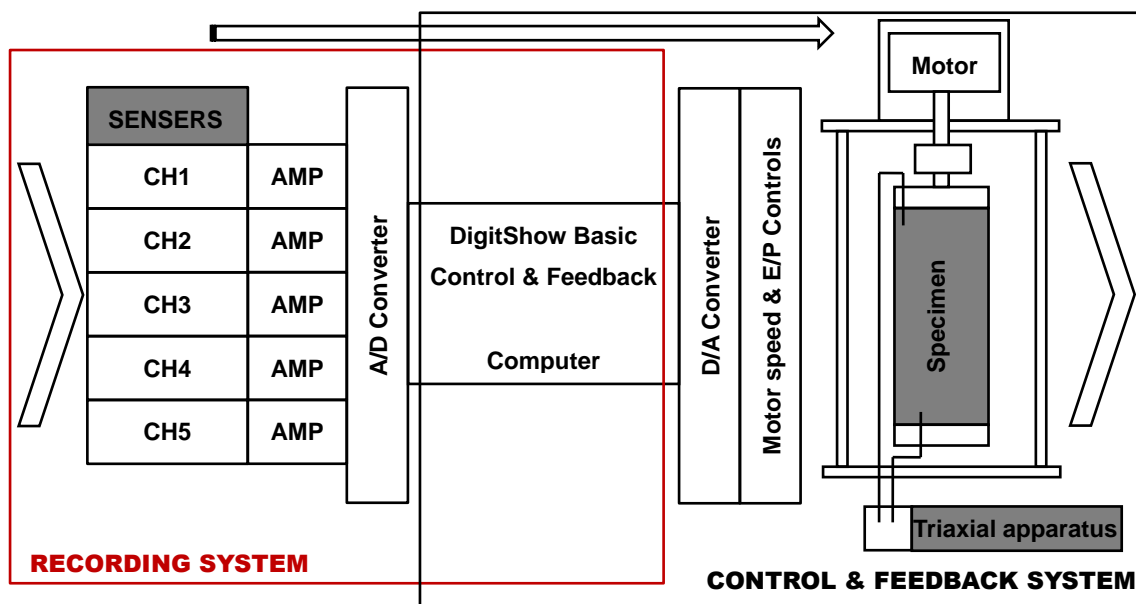 SENSERS
CH1
AMP
CH2
AMP
CH3
AMP
CH4
AMP
CH5
AMP
A/D Converter
DigitShow Basic
Control & Feedback
Computer
D/A Converter
Motor speed & E/P Controls
Motor
Specimen
Triaxial apparatus
RECORDING SYSTEM
CONTROL & FEEDBACK SYSTEM